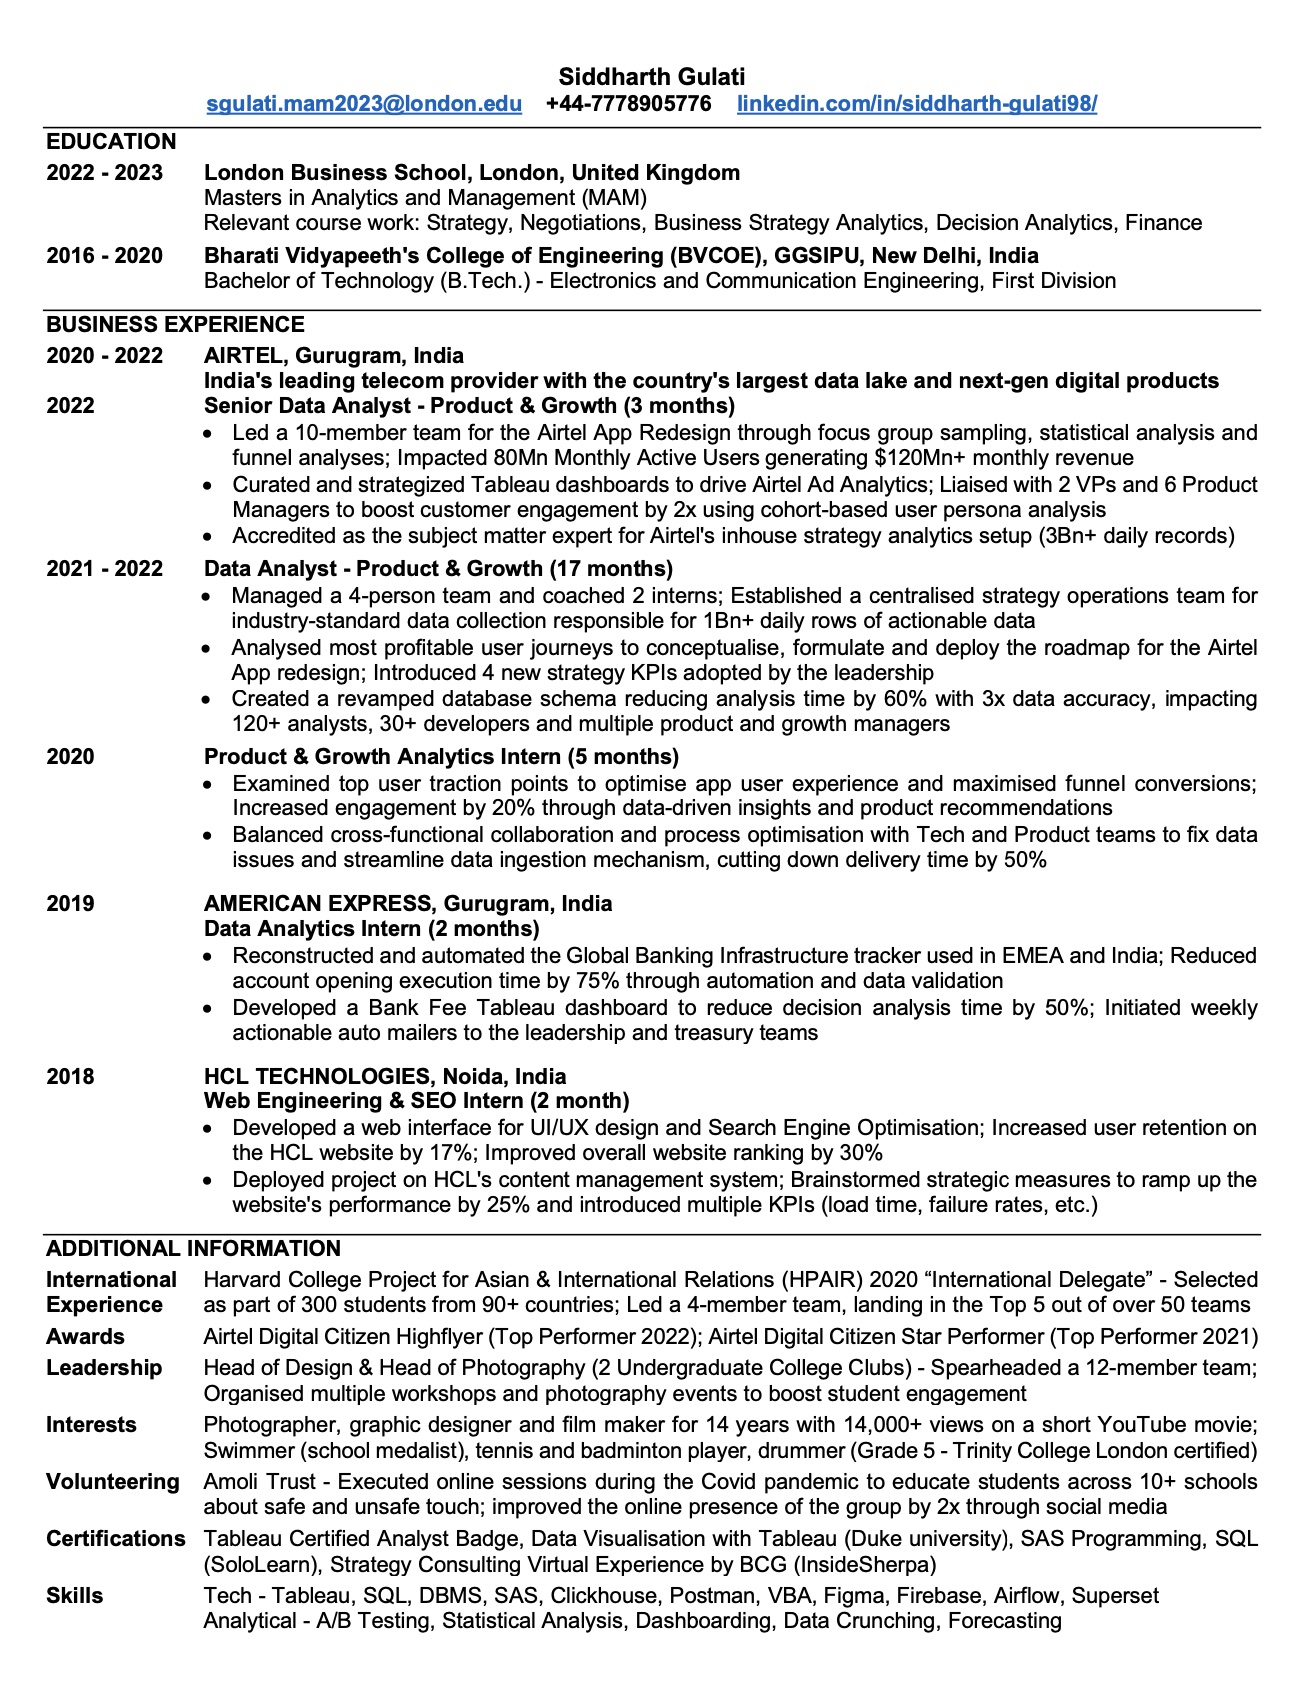 Siddharth Gulati
sgulati.mam2023@london.edu +44-7778905776 linkedin.com/in/siddharth-gulati98/
EDUCATION
2022 - 2023 London Business School, London, United Kingdom
Masters in Analytics and Management (MAM)
Relevant course work: Strategy, Negotiations, Business Strategy Analytics, Decision Analytics, Finance
2016 - 2020 Bharati Vidyapeeth's College of Engineering (BVCOE), GGSIPU, New Delhi, India
Bachelor of Technology (B.Tech.) - Electronics and Communication Engineering, First Division
BUSINESS EXPERIENCE
2020 - 2022 AIRTEL, Gurugram, India
India's leading telecom provider with the country's largest data lake and next-gen digital products
2022 Senior Data Analyst - Product & Growth (3 months)
• Led a 10-member team for the Airtel App Redesign through focus group sampling, statistical analysis and
funnel analyses; Impacted 80Mn Monthly Active Users generating $120Mn+ monthly revenue
• Curated and strategized Tableau dashboards to drive Airtel Ad Analytics; Liaised with 2 VPs and 6 Product
Managers to boost customer engagement by 2x using cohort-based user persona analysis
• Accredited as the subject matter expert for Airtel's inhouse strategy analytics setup (3Bn+ daily records)
2021 - 2022 Data Analyst - Product & Growth (17 months)
• Managed a 4-person team and coached 2 interns; Established a centralised strategy operations team for
industry-standard data collection responsible for 1Bn+ daily rows of actionable data
• Analysed most profitable user journeys to conceptualise, formulate and deploy the roadmap for the Airtel
App redesign; Introduced 4 new strategy KPIs adopted by the leadership
• Created a revamped database schema reducing analysis time by 60% with 3x data accuracy, impacting
120+ analysts, 30+ developers and multiple product and growth managers
2020 Product & Growth Analytics Intern (5 months)
• Examined top user traction points to optimise app user experience and maximised funnel conversions;
Increased engagement by 20% through data-driven insights and product recommendations
• Balanced cross-functional collaboration and process optimisation with Tech and Product teams to fix data
issues and streamline data ingestion mechanism, cutting down delivery time by 50%
2019 AMERICAN EXPRESS, Gurugram, India
Data Analytics Intern (2 months)
• Reconstructed and automated the Global Banking Infrastructure tracker used in EMEA and India; Reduced
account opening execution time by 75% through automation and data validation
• Developed a Bank Fee Tableau dashboard to reduce decision analysis time by 50%; Initiated weekly
actionable auto mailers to the leadership and treasury teams
2018 HCL TECHNOLOGIES, Noida, India
Web Engineering & SEO Intern (2 month)
• Developed a web interface for UI/UX design and Search Engine Optimisation; Increased user retention on
the HCL website by 17%; Improved overall website ranking by 30%
• Deployed project on HCL's content management system; Brainstormed strategic measures to ramp up the
website's performance by 25% and introduced multiple KPIs (load time, failure rates, etc.)
ADDITIONAL INFORMATION
International Harvard College Project for Asian & International Relations (HPAIR) 2020 “International Delegate” - Selected
Experience as part of 300 students from 90+ countries; Led a 4-member team, landing in the Top 5 out of over 50 teams
Awards Airtel Digital Citizen Highflyer (Top Performer 2022); Airtel Digital Citizen Star Performer (Top Performer 2021)
Leadership Head of Design & Head of Photography (2 Undergraduate College Clubs) - Spearheaded a 12-member team;
Organised multiple workshops and photography events to boost student engagement
Interests Photographer, graphic designer and film maker for 14 years with 14,000+ views on a short YouTube movie;
Swimmer (school medalist), tennis and badminton player, drummer (Grade 5 - Trinity College London certified)
Volunteering Amoli Trust - Executed online sessions during the Covid pandemic to educate students across 10+ schools
about safe and unsafe touch; improved the online presence of the group by 2x through social media
Certifications Tableau Certified Analyst Badge, Data Visualisation with Tableau (Duke university), SAS Programming, SQL
(SoloLearn), Strategy Consulting Virtual Experience by BCG (InsideSherpa)
Skills Tech - Tableau, SQL, DBMS, SAS, Clickhouse, Postman, VBA, Figma, Firebase, Airflow, Superset
Analytical - A/B Testing, Statistical Analysis, Dashboarding, Data Crunching, Forecasting